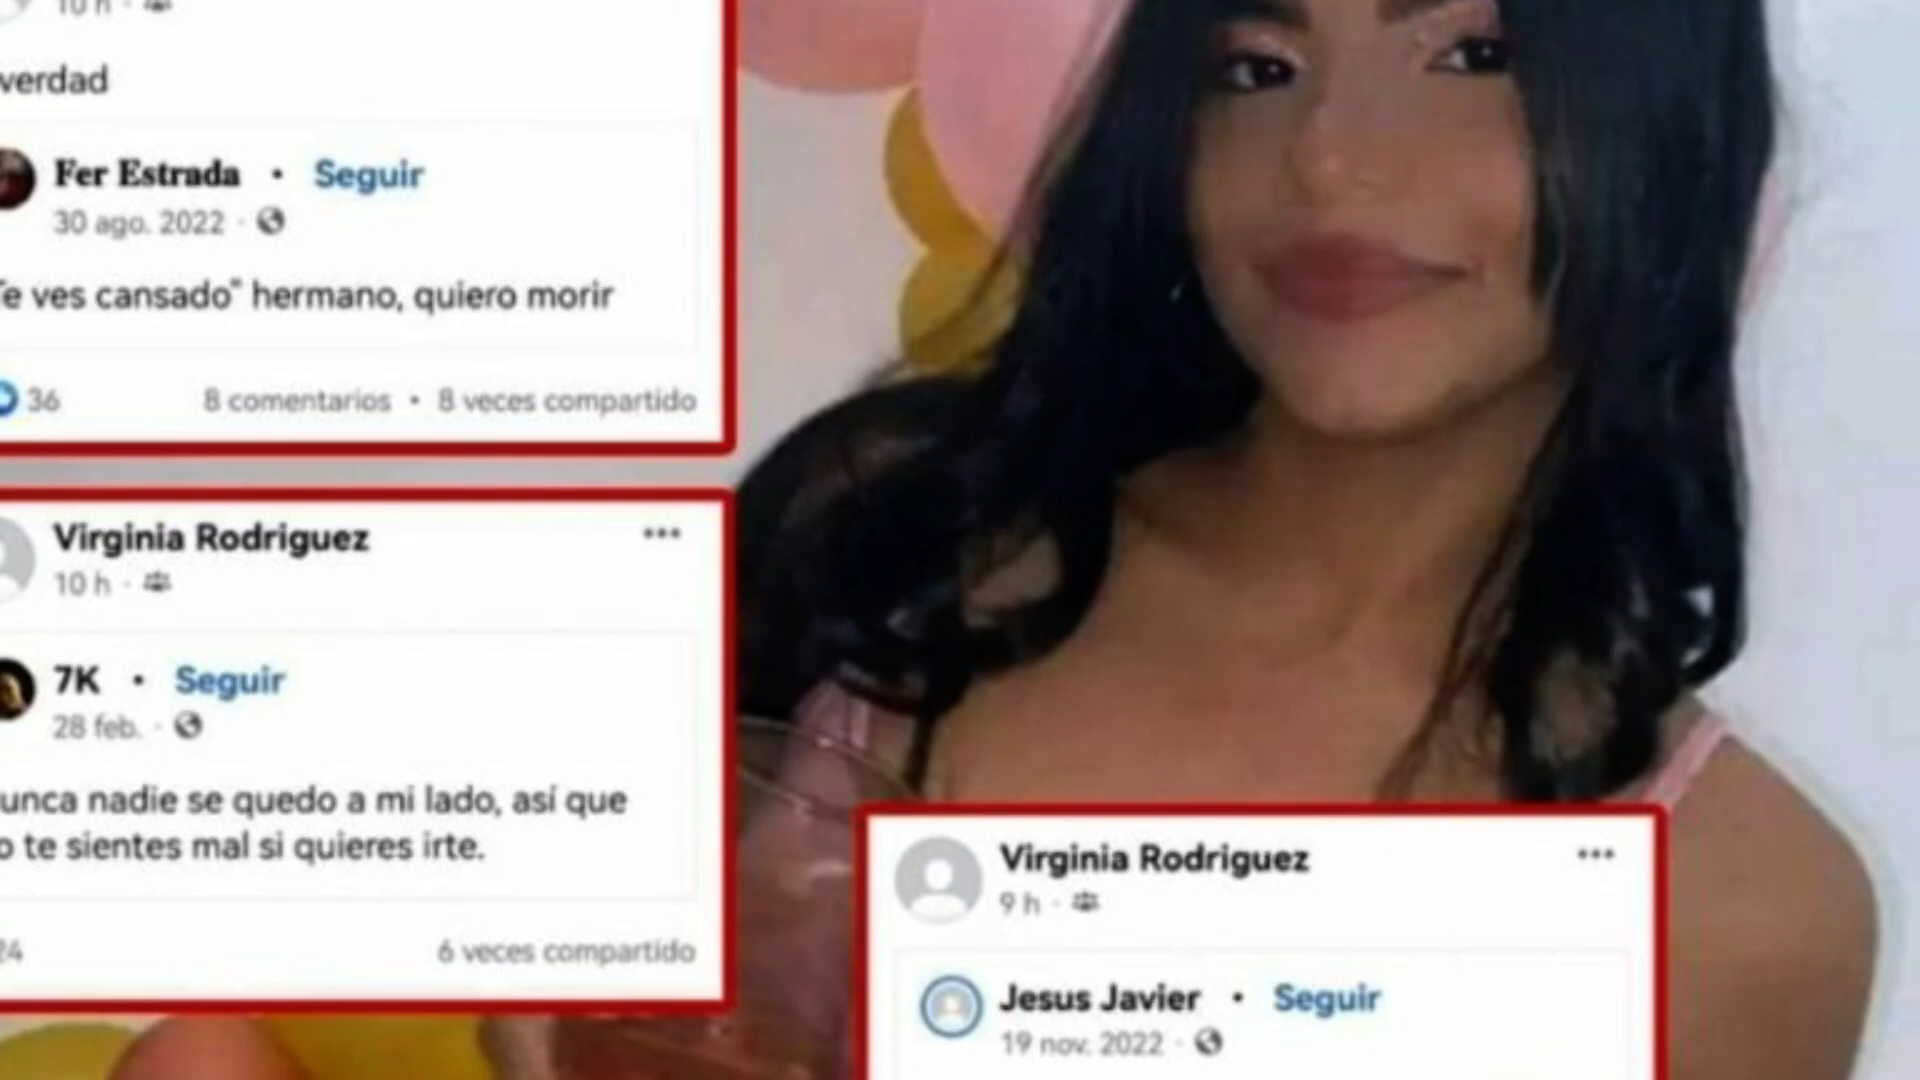 10 h
verdad
Fer Estrada • Seguir
30 ago. 2022
Te ves cansado" hermano, quiero morir
36 8 comentarios • 8 veces compartido
Virginia Rodriguez
10 h
7K • Seguir
28 feb.
unca nadie se quedo a mi lado, así que
o te sientes mal si quieres irte.
24 6 veces compartido
Virginia Rodriguez
9 h
Jesus Javier • Seguir
19 nov. 2022